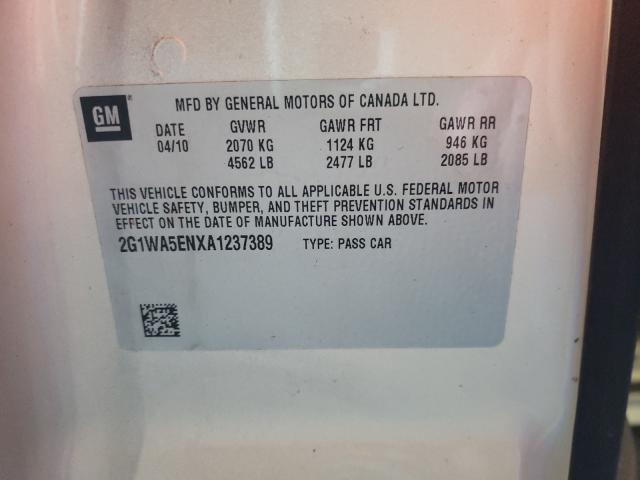 GM ®
MFD BY GENERAL MOTORS OF CANADA LTD.
DATE GVWR GAWR FRT GAWR RR
04/10 2070 KG 1124 KG 946 KG
4562 LB 2477 LB 2085 LB
THIS VEHICLE CONFORMS TO ALL APPLICABLE U.S. FEDERAL MOTOR
VEHICLE SAFETY, BUMPER, AND THEFT PREVENTION STANDARDS IN
EFFECT ON THE DATE OF MANUFACTURE SHOWN ABOVE.
2G1WA5ENXA1237389 TYPE: PASS CAR